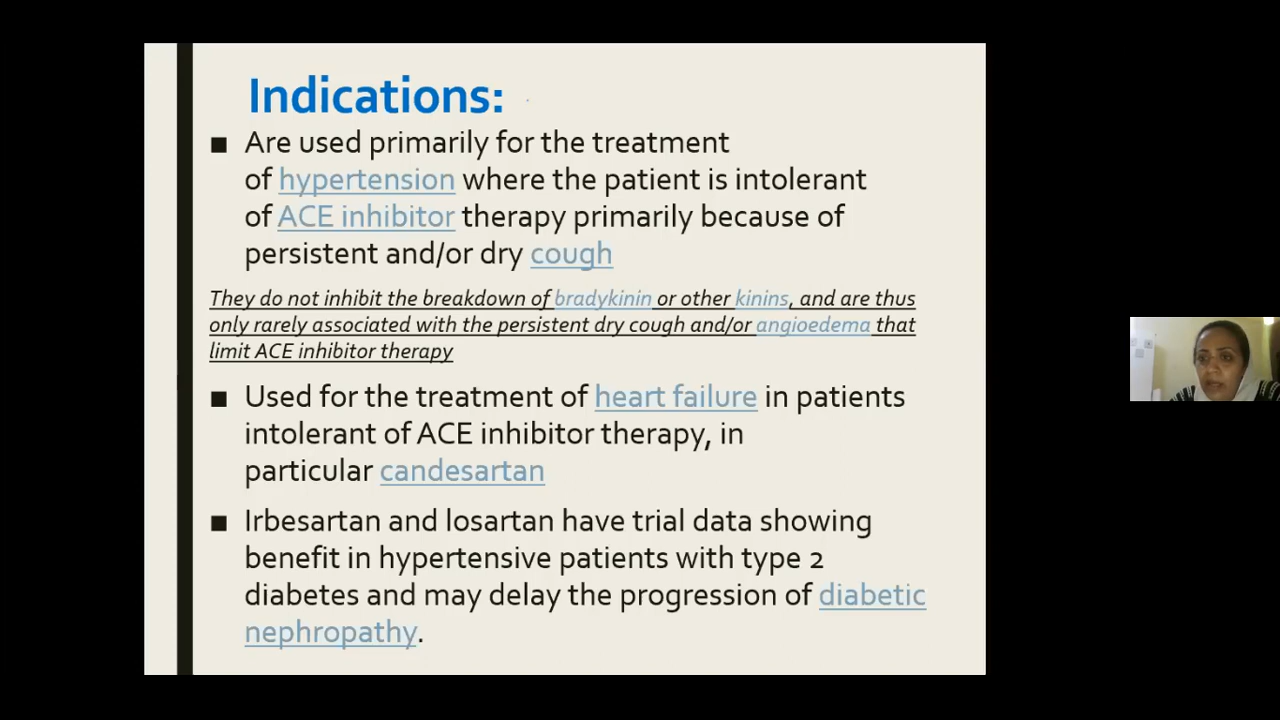 Indications:
■ Are used primarily for the treatment
of hypertension where the patient is intolerant
of ACE inhibitor therapy primarily because of
persistent and/or dry cough
They do not inhibit the breakdown of bradykinin or other kinins, and are thus
only rarely associated with the persistent dry cough and/or angioedema that
limit ACE inhibitor therapy
■ Used for the treatment of heart failure in patients
intolerant of ACE inhibitor therapy, in
particular candesartan
■ Irbesartan and losartan have trial data showing
benefit in hypertensive patients with type 2
diabetes and may delay the progression of diabetic
nephropathy.